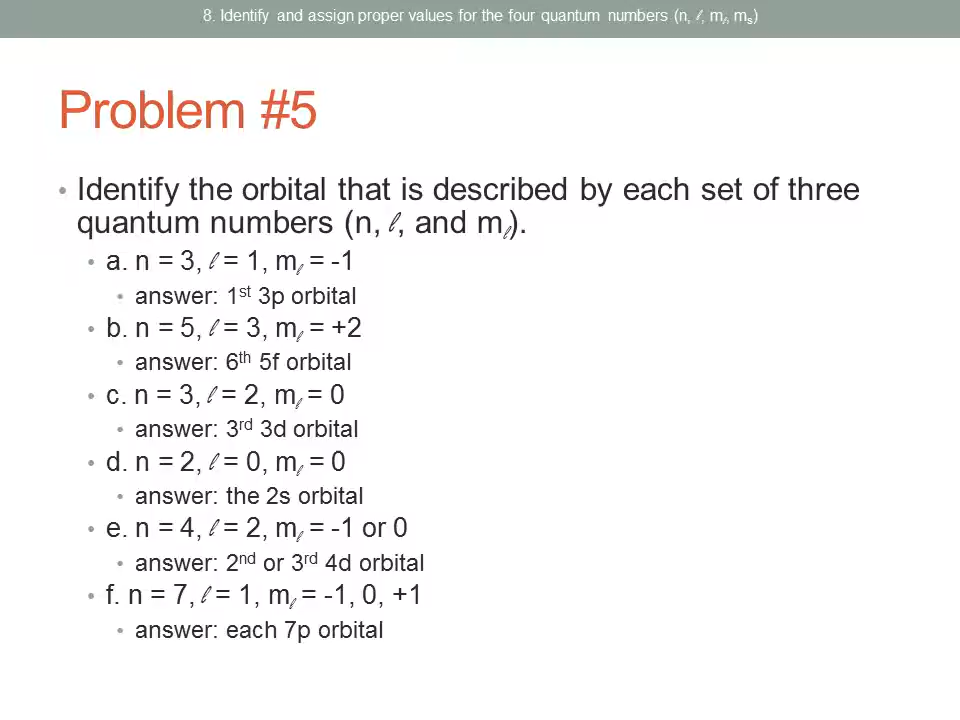 8. Identify and assign proper values for the four quantum numbers (n, ℓ, mℓ, ms)
Problem #5
• Identify the orbital that is described by each set of three
quantum numbers (n, ℓ, and mℓ).
• a. n = 3, ℓ = 1, mℓ = -1
• answer: 1st 3p orbital
• b. n = 5, ℓ = 3, mℓ = +2
• answer: 6th 5f orbital
• c. n = 3, ℓ = 2, mℓ = 0
• answer: 3rd 3d orbital
• d. n = 2, ℓ = 0, mℓ = 0
• answer: the 2s orbital
• e. n = 4, ℓ = 2, mℓ = -1 or 0
• answer: 2nd or 3rd 4d orbital
• f. n = 7, ℓ = 1, mℓ = -1, 0, +1
• answer: each 7p orbital